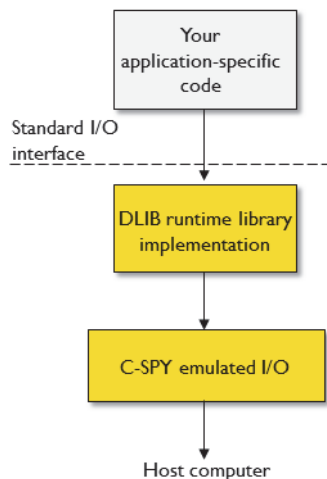 Your
application-specific
code
Standard I/O
interface
DLIB runtime library
implementation
C-SPY emulated I/O
Host computer